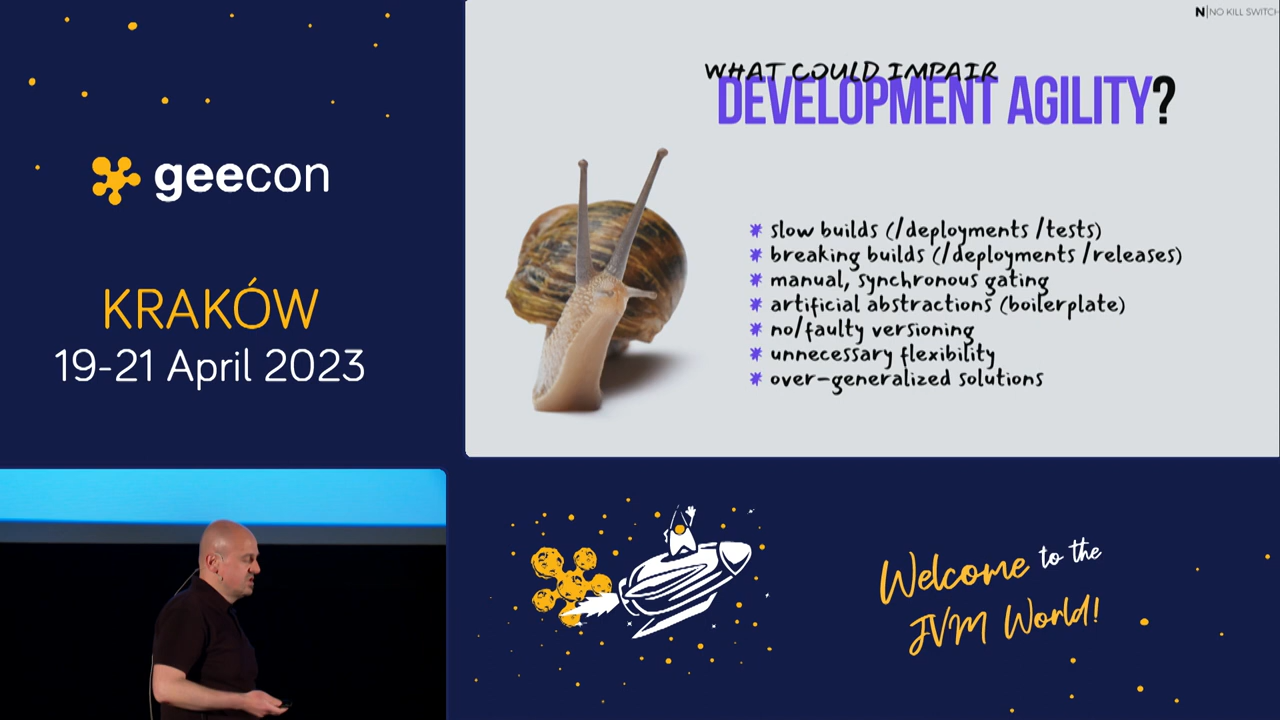 geecon
KRAKÓW
19-21 April 2023
N|NO KILL SWITCH
WHAT COULD IMPAIR
DEVELOPMENT AGILITY?
* slow builds (/deployments /tests)
* breaking builds (/deployments /releases)
* manual, synchronous gating
* artificial abstractions (boilerplate)
* no/faulty versioning
* unnecessary flexibility
* over-generalized solutions
Welcome to the
JVM World!